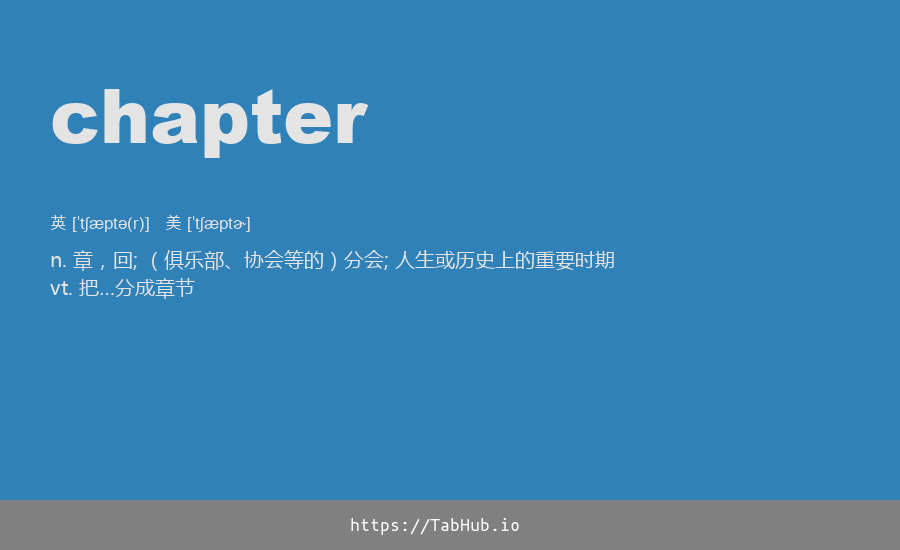 chapter
英 [ˈtʃæptə(r)] 美 [ˈtʃæptɚ]
n. 章，回; （俱乐部、协会等的）分会; 人生或历史上的重要时期
vt. 把...分成章节
https://TabHub.io